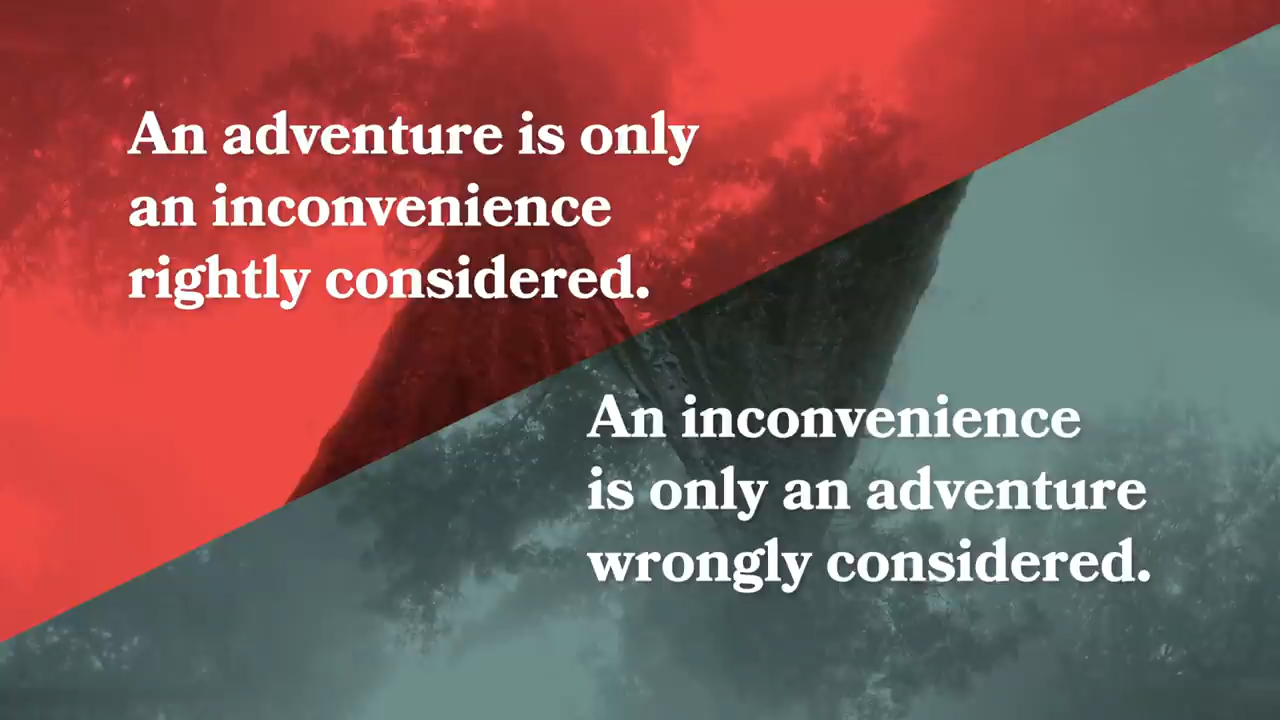 An adventure is only
an inconvenience
rightly considered.
An inconvenience
is only an adventure
wrongly considered.